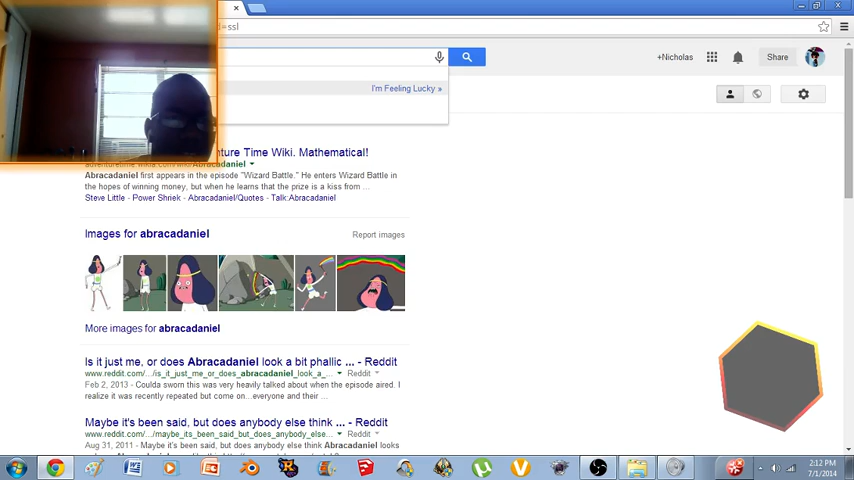 =ssl
I'm Feeling Lucky »
+Nicholas
Share
nture Time Wiki. Mathematical!
adventuretime.wikia.com/wiki/Abracadaniel
Abracadaniel first appears in the episode "Wizard Battle." He enters Wizard Battle in
the hopes of winning money, but when he learns that the prize is a kiss from ...
Steve Little - Power Shriek - Abracadaniel/Quotes - Talk:Abracadaniel
Images for abracadaniel
Report images
More images for abracadaniel
Is it just me, or does Abracadaniel look a bit phallic ... - Reddit
www.reddit.com/.../is_it_just_me_or_does_abracadaniel_look_a_... Reddit
Feb 2, 2013 - Coulda sworn this was very heavily talked about when the episode aired. I
realize it was recently repeated but come on...everyone and their ...
Maybe it's been said, but does anybody else think ... - Reddit
www.reddit.com/.../maybe_its_been_said_but_does_anybody_else... Reddit
Aug 31, 2011 - Maybe it's been said, but does anybody else think Abracadaniel looks
2:12 PM
7/1/2014